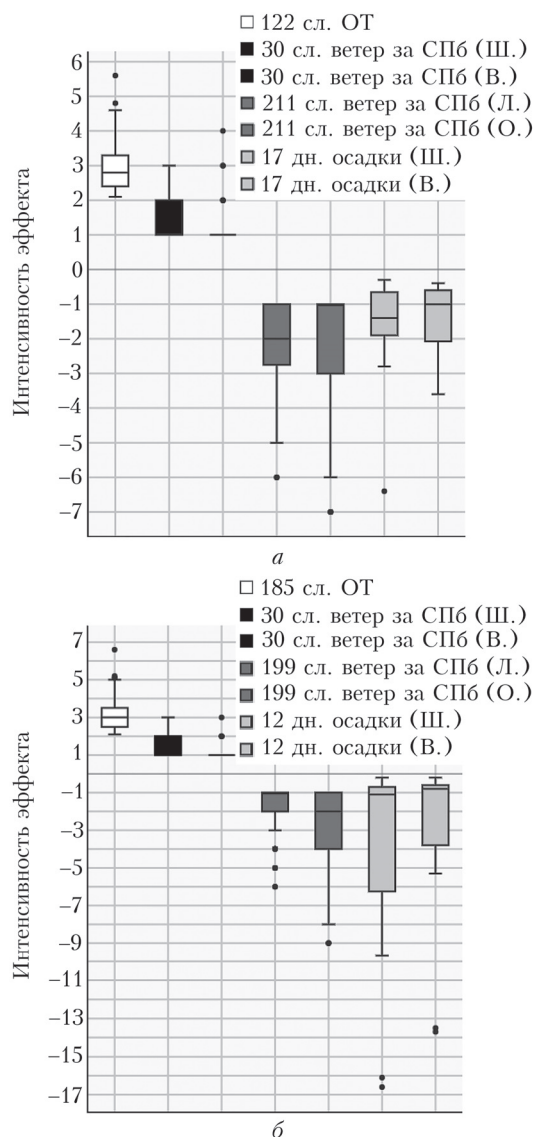 122 сл. ОТ
30 сл. ветер за СПб (Ш.)
30 сл. ветер за СПб (В.)
211 сл. ветер за СПб (Л.)
211 сл. ветер за СПб (О.)
17 дн. осадки (Ш.)
17 дн. осадки (В.)
Интенсивность эффекта
6
5
4
3
2
1
0
−1
−2
−3
−4
−5
−6
−7
а
185 сл. ОТ
30 сл. ветер за СПб (Ш.)
30 сл. ветер за СПб (В.)
199 сл. ветер за СПб (Л.)
199 сл. ветер за СПб (О.)
12 дн. осадки (Ш.)
12 дн. осадки (В.)
Интенсивность эффекта
7
5
3
1
−1
−3
−5
−7
−9
−11
−13
−15
−17
б